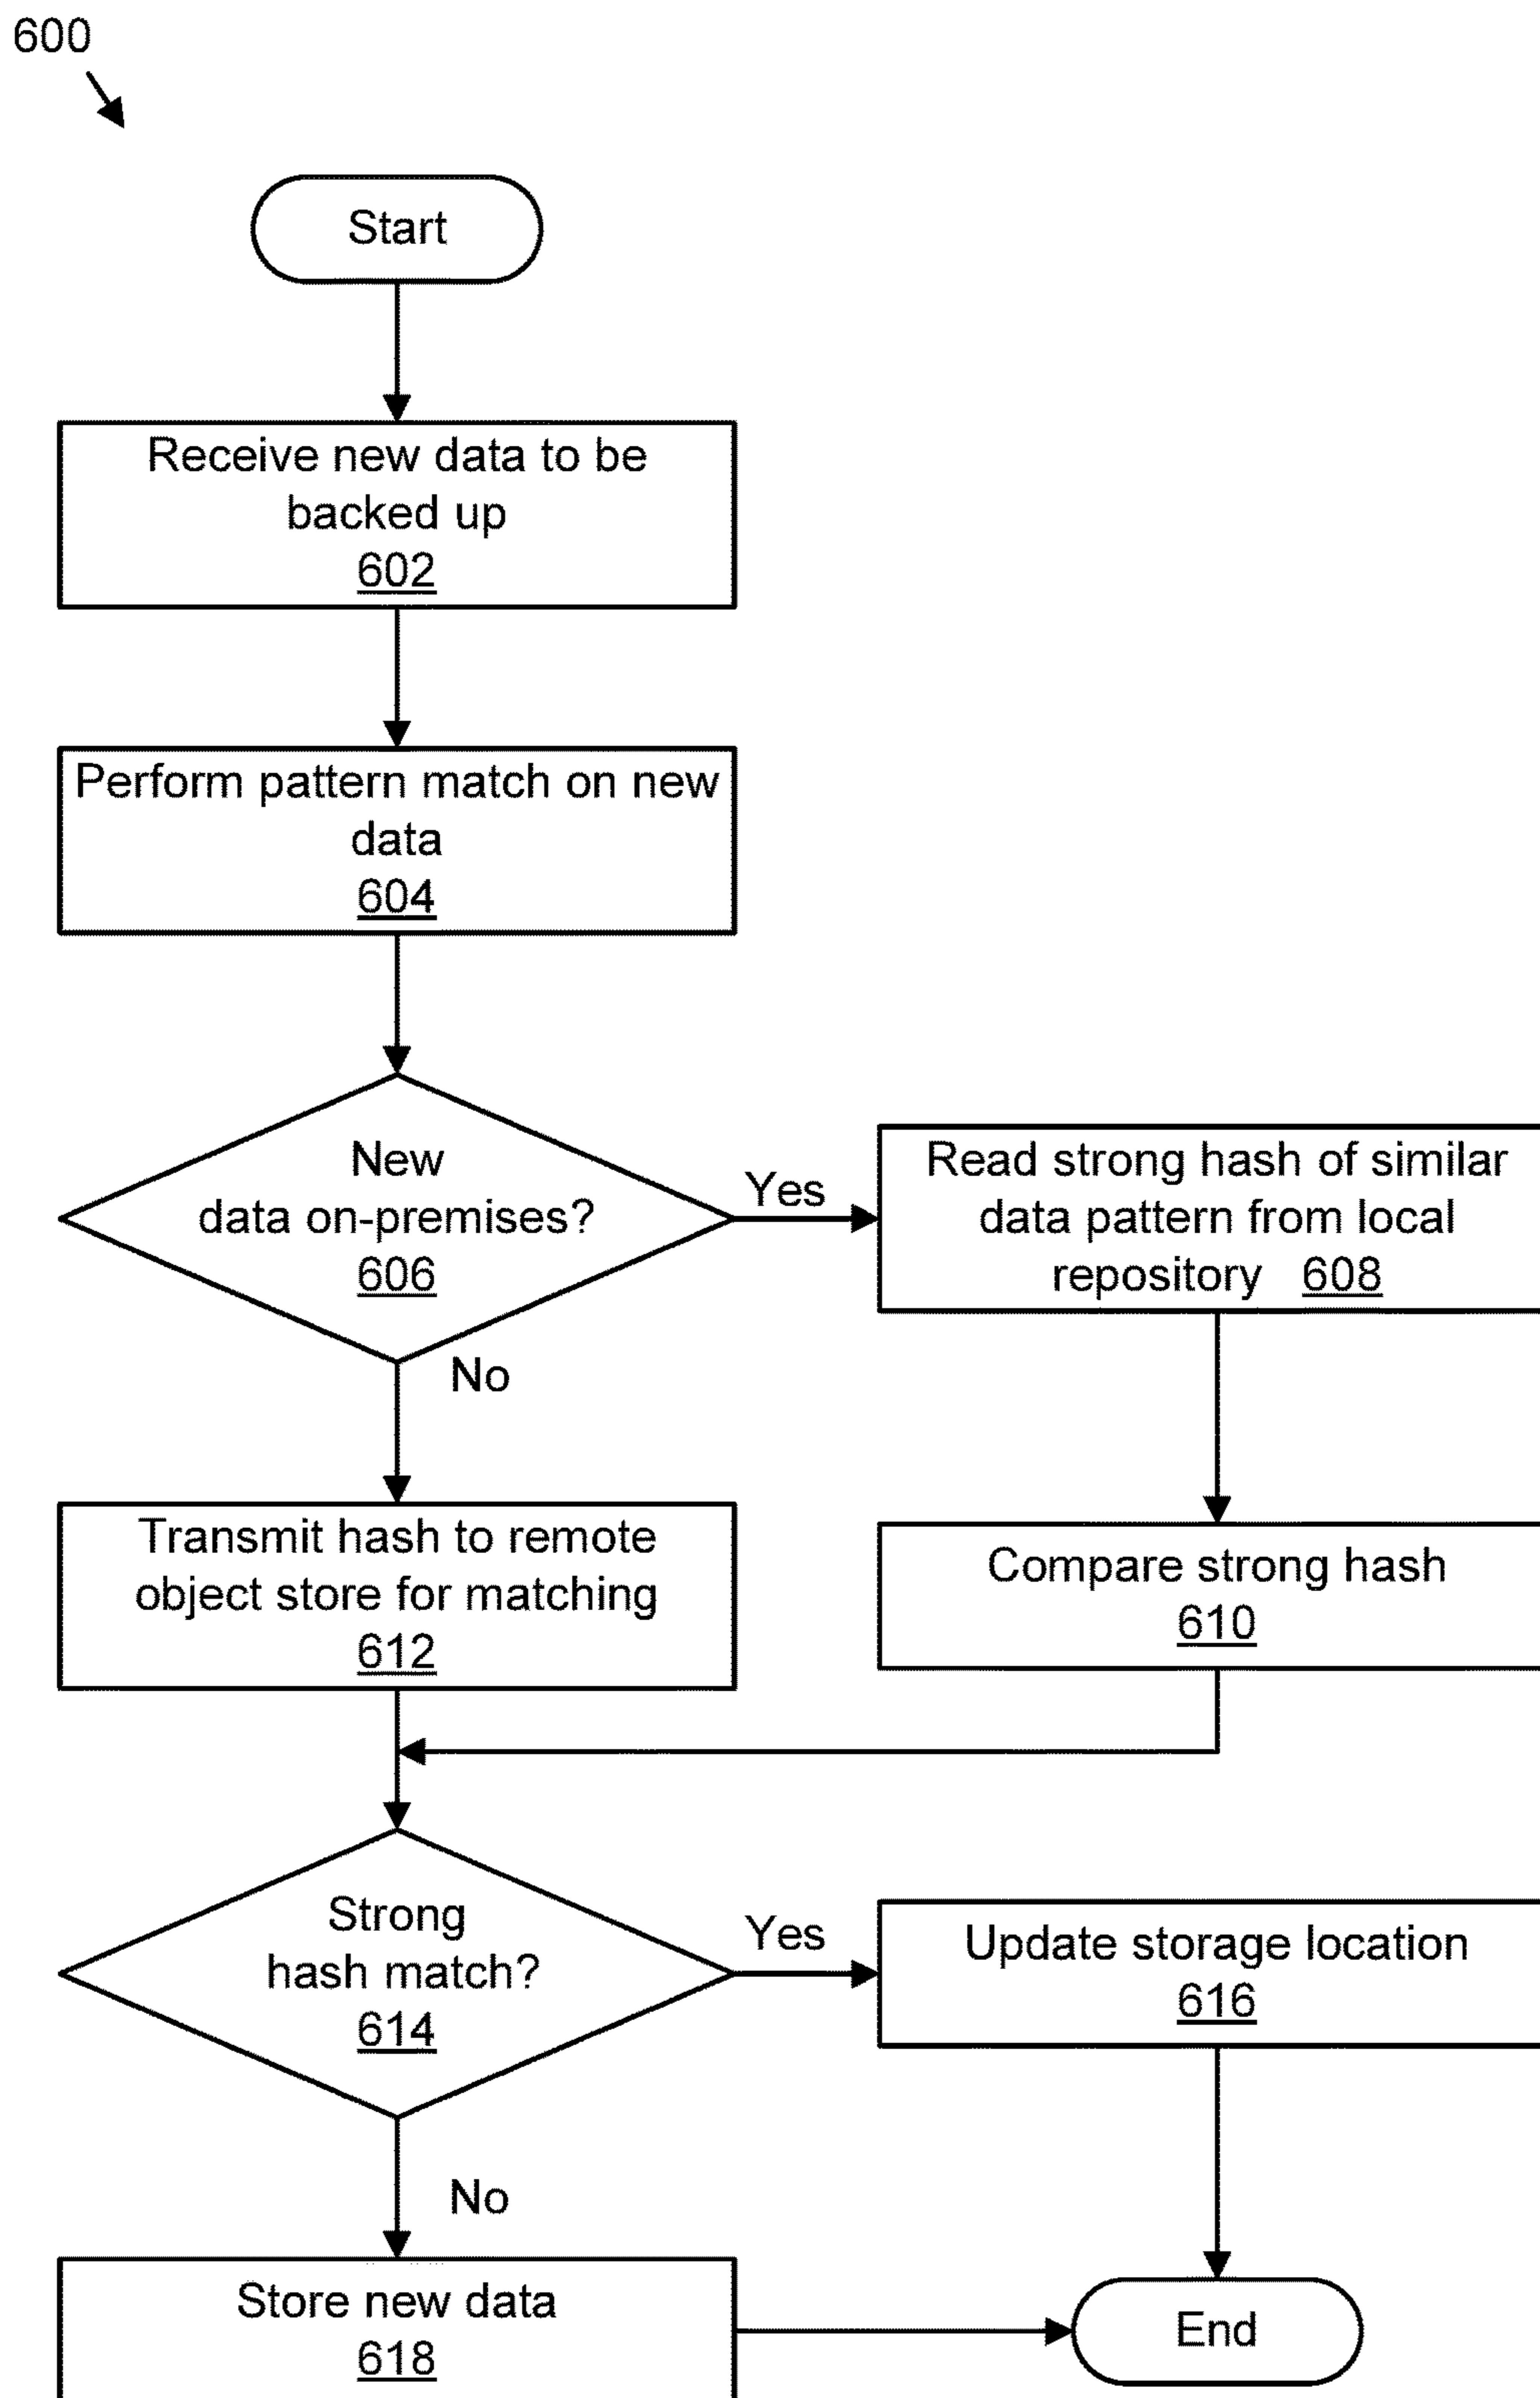 600
Start
Receive new data to be
backed up
602
Perform pattern match on new
data
604
New
data on-premises?
606
Yes
Read strong hash of similar
data pattern from local
repository 608
No
Transmit hash to remote
object store for matching
612
Compare strong hash
610
Strong
hash match?
614
Yes
Update storage location
616
No
Store new data
618
End